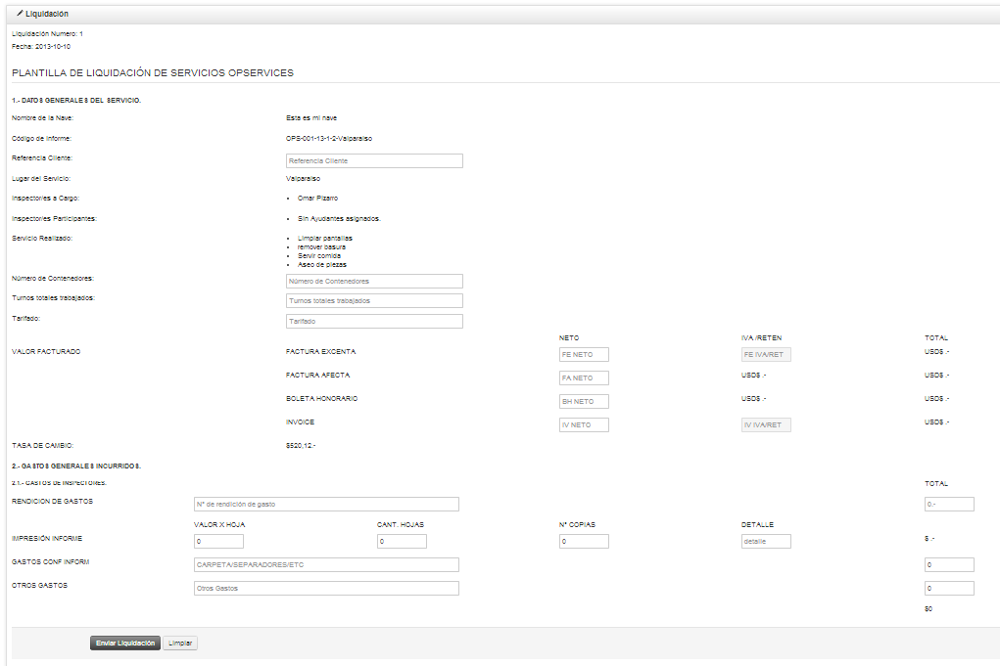 Liquidación
Liquidación Numero: 1
Fecha: 2013-10-10
PLANTILLA DE LIQUIDACIÓN DE SERVICIOS OPSERVICES
1.- DATOS GENERALES DEL SERVICIO.
Nombre de la Nave: Esta es mi nave
Código de Informe: OPS-001-13-1-2-Valparaiso
Referencia Cliente: Referencia Cliente
Lugar del Servicio: Valparaiso
Inspector/es a Cargo: • Omar Pizarro
Inspector/es Participantes: • Sin Ayudantes asignados.
Servicio Realizado: • Limpiar pantallas
• remover basura
• Servir comida
• Aseo de piezas
Número de Contenedores: Número de Contenedores
Turnos totales trabajados: Turnos totales trabajados
Tarifado: Tarifado
NETO IVA /RETEN TOTAL
VALOR FACTURADO FACTURA EXCENTA FE NETO FE IVA/RET USD$ .-
FACTURA AFECTA FA NETO USD$ .- USD$ .-
BOLETA HONORARIO BH NETO USD$ .- USD$ .-
INVOICE IV NETO IV IVA/RET USD$ .-
TASA DE CAMBIO: $520,12.-
2.- GASTOS GENERALES INCURRIDOS.
2.1.- GASTOS DE INSPECTORES. TOTAL
RENDICION DE GASTOS N° de rendición de gasto 0.-
VALOR X HOJA CANT. HOJAS N° COPIAS DETALLE
IMPRESIÓN INFORME 0 0 0 detalle $ .-
GASTOS CONF INFORM CARPETA/SEPARADORES/ETC 0
OTROS GASTOS Otros Gastos 0
$0
Enviar Liquidación Limpiar